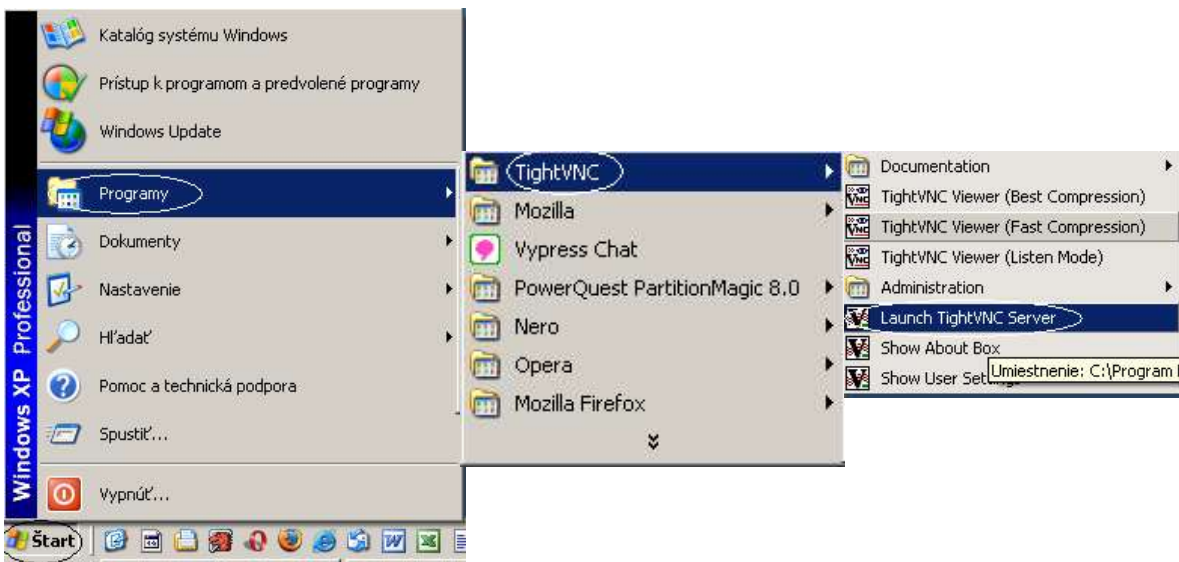 Katalóg systému Windows
Prístup k programom a predvolené programy
Windows Update
Programy
Dokumenty
Nastavenie
Hľadať
Pomoc a technická podpora
Spustiť...
Vypnúť...
Windows XP Professional
Štart
TightVNC
Mozilla
Vypress Chat
PowerQuest PartitionMagic 8.0
Nero
Opera
Mozilla Firefox
Documentation
TightVNC Viewer (Best Compression)
TightVNC Viewer (Fast Compression)
TightVNC Viewer (Listen Mode)
Administration
Launch TightVNC Server
Show About Box
Show User Set
Umiestnenie: C:\Program